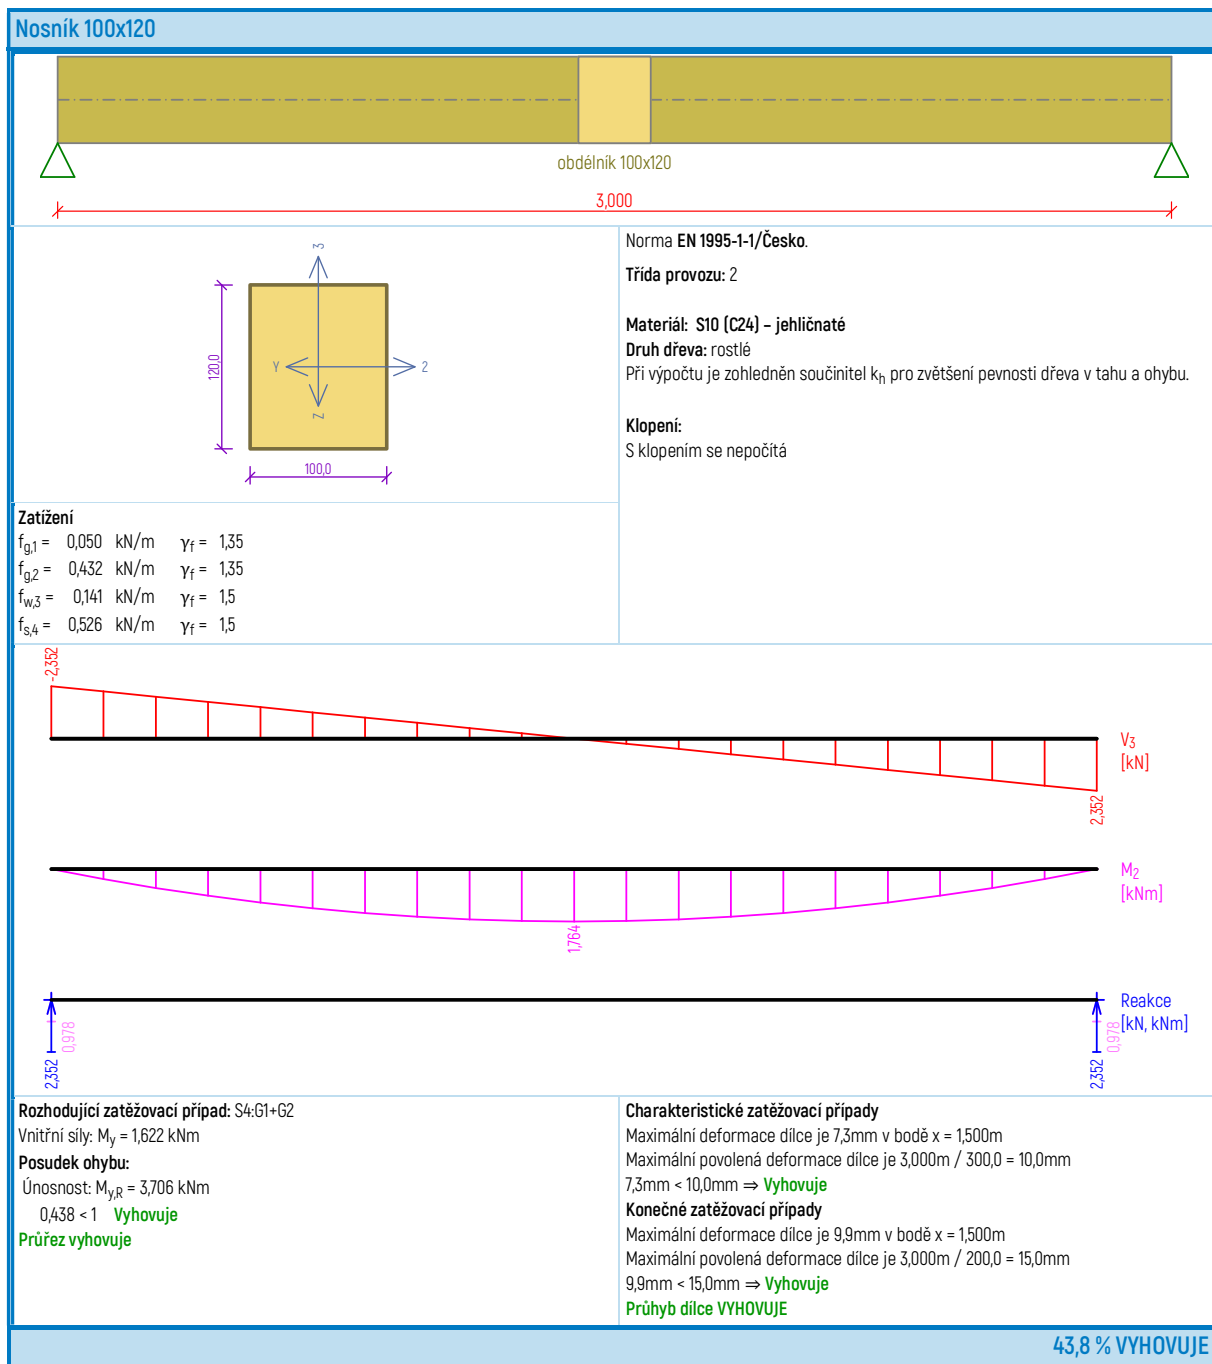 Nosník 100x120
obdélník 100x120
3,000
3
120,0
Y
2
Z
100,0
Norma EN 1995-1-1/Česko.
Třída provozu: 2
Materiál: S10 (C24) – jehličnaté
Druh dřeva: rostlé
Při výpočtu je zohledněn součinitel kh pro zvětšení pevnosti dřeva v tahu a ohybu.
Klopení:
S klopením se nepočítá
Zatížení
fg,1 = 0,050 kN/m γf = 1,35
fg,2 = 0,432 kN/m γf = 1,35
fw,3 = 0,141 kN/m γf = 1,5
fs,4 = 0,526 kN/m γf = 1,5
-2,352
V3
[kN]
2,352
M2
[kNm]
1,764
Reakce
[kN, kNm]
0,978
2,352
0,978
2,352
Rozhodující zatěžovací případ: S4:G1+G2
Vnitřní síly: My = 1,622 kNm
Posudek ohybu:
Únosnost: My,R = 3,706 kNm
0,438 < 1 Vyhovuje
Průřez vyhovuje
Charakteristické zatěžovací případy
Maximální deformace dílce je 7,3mm v bodě x = 1,500m
Maximální povolená deformace dílce je 3,000m / 300,0 = 10,0mm
7,3mm < 10,0mm ⇒ Vyhovuje
Konečné zatěžovací případy
Maximální deformace dílce je 9,9mm v bodě x = 1,500m
Maximální povolená deformace dílce je 3,000m / 200,0 = 15,0mm
9,9mm < 15,0mm ⇒ Vyhovuje
Průhyb dílce VYHOVUJE
43,8 % VYHOVUJE